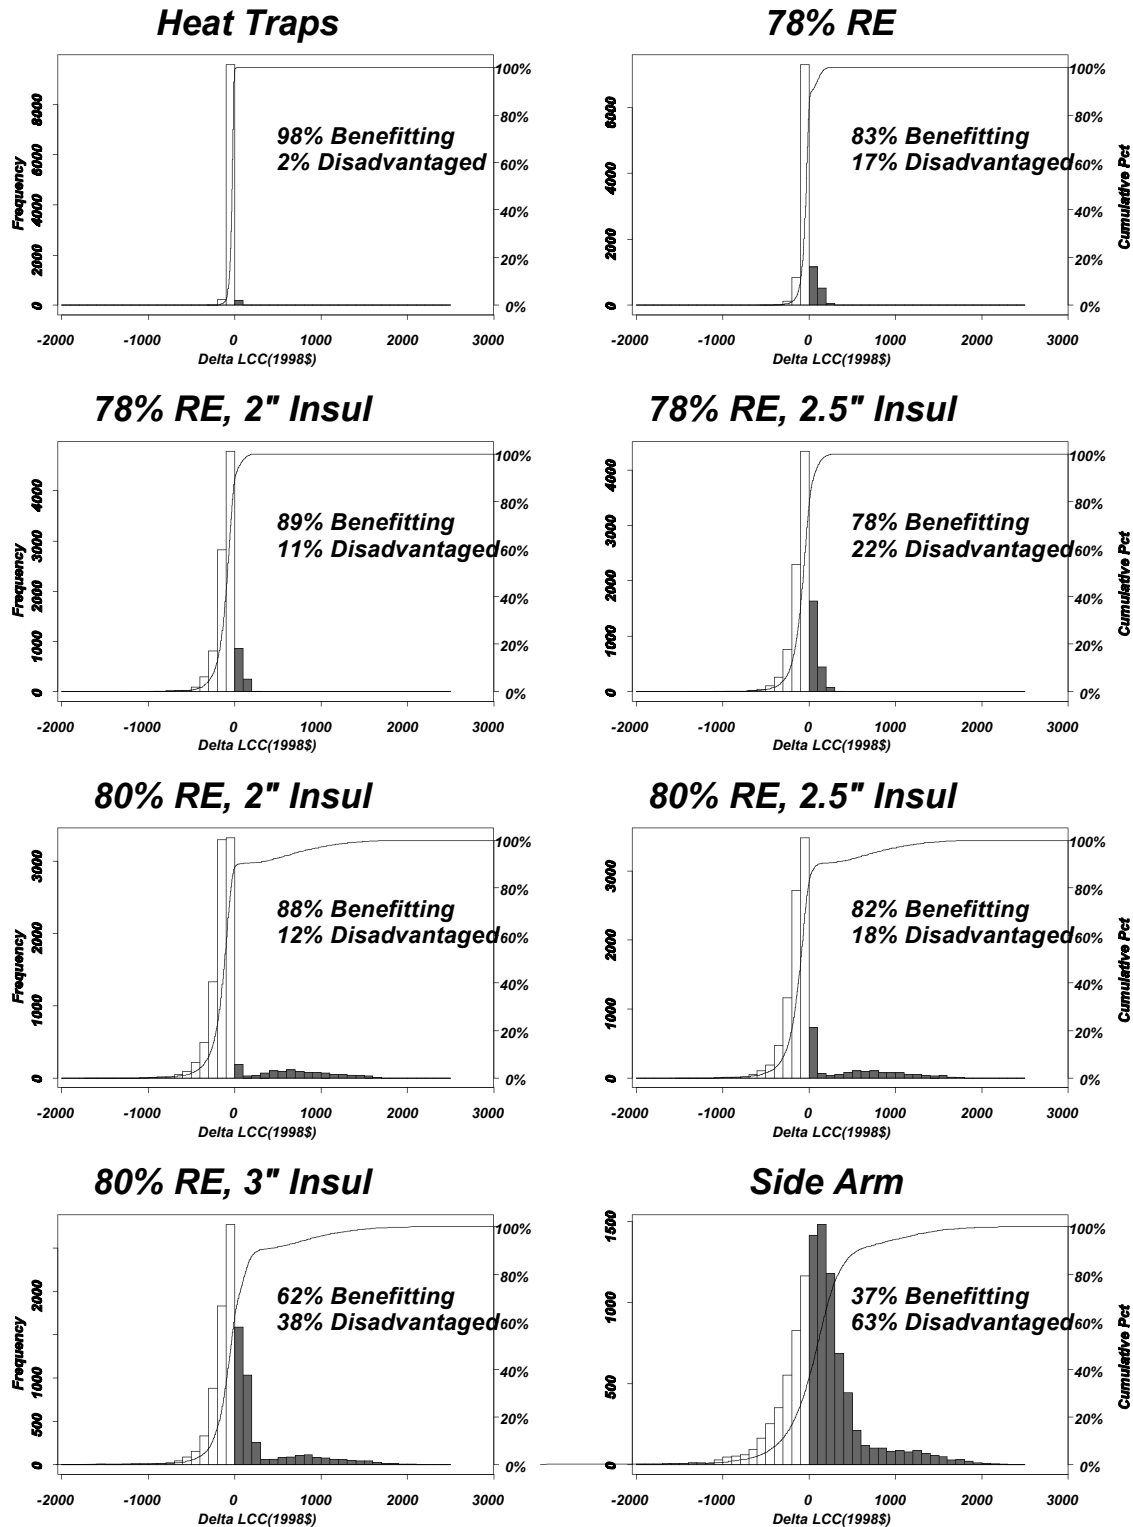 Heat Traps
Frequency
0 2000 4000 6000 8000
98% Benefitting
2% Disadvantaged
100%
80%
60%
40%
20%
0%
-2000 -1000 0 1000 2000 3000
Delta LCC(1998$)
78% RE
0 2000 4000 6000
83% Benefitting
17% Disadvantaged
100%
80%
60%
40%
20%
0%
Cumulative Pct
-2000 -1000 0 1000 2000 3000
Delta LCC(1998$)
78% RE, 2" Insul
Frequency
0 1000 2000 3000 4000
89% Benefitting
11% Disadvantaged
100%
80%
60%
40%
20%
0%
-2000 -1000 0 1000 2000 3000
Delta LCC(1998$)
78% RE, 2.5" Insul
0 1000 2000 3000 4000
78% Benefitting
22% Disadvantaged
100%
80%
60%
40%
20%
0%
Cumulative Pct
-2000 -1000 0 1000 2000 3000
Delta LCC(1998$)
80% RE, 2" Insul
Frequency
0 1000 2000 3000
88% Benefitting
12% Disadvantaged
100%
80%
60%
40%
20%
0%
-2000 -1000 0 1000 2000 3000
Delta LCC(1998$)
80% RE, 2.5" Insul
0 1000 2000 3000
82% Benefitting
18% Disadvantaged
100%
80%
60%
40%
20%
0%
Cumulative Pct
-2000 -1000 0 1000 2000 3000
Delta LCC(1998$)
80% RE, 3" Insul
Frequency
0 500 1000 2000
62% Benefitting
38% Disadvantaged
100%
80%
60%
40%
20%
0%
-2000 -1000 0 1000 2000 3000
Delta LCC(1998$)
Side Arm
0 500 1000 1500
37% Benefitting
63% Disadvantaged
100%
80%
60%
40%
20%
0%
Cumulative Pct
-2000 -1000 0 1000 2000 3000
Delta LCC(1998$)